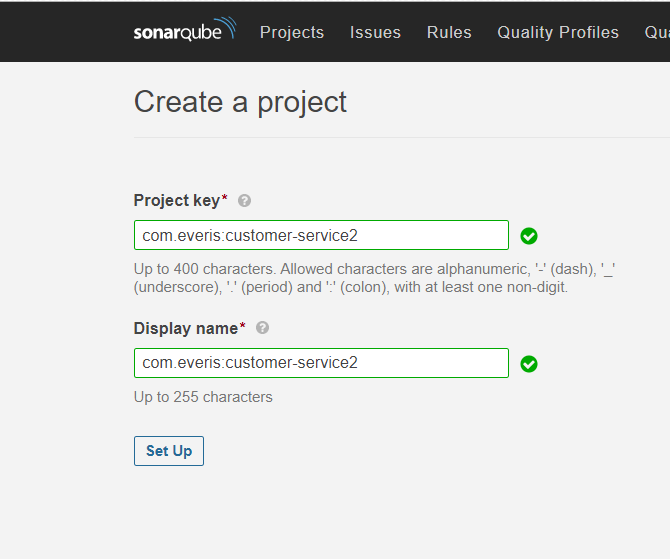 sonarqube Projects Issues Rules Quality Profiles Qua
Create a project
Project key* ?
com.everis:customer-service2
Up to 400 characters. Allowed characters are alphanumeric, '-' (dash), '_'
(underscore), '.' (period) and ':' (colon), with at least one non-digit.
Display name* ?
com.everis:customer-service2
Up to 255 characters
Set Up